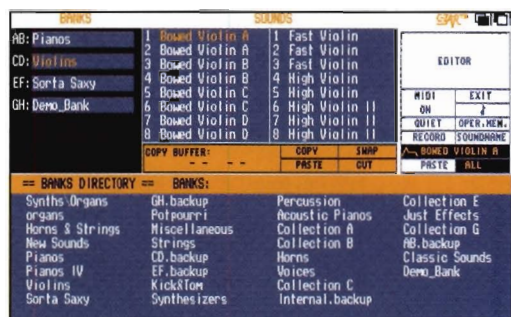 BANKS SOUNDS
AB: Pianos
CD: Violins
EF: Sorta Saxy
GH: Demo_Bank
1 Bowed Violin A 1 Fast Violin
2 Bowed Violin A 2 Fast Violin
3 Bowed Violin B 3 Fast Violin
4 Bowed Violin B 4 High Violin
5 Bowed Violin C 5 High Violin
6 Bowed Violin C 6 High Violin II
7 Bowed Violin D 7 High Violin II
8 Bowed Violin D 8 High Violin II
COPY BUFFER: COPY SWAP
-- -- PASTE CUT
EDITOR
MIDI EXIT
ON
QUIET OPER.MEM.
RECORD SOUNDNAME
BOWED VIOLIN A
PASTE ALL
== BANKS DIRECTORY == BANKS:
Synths\Organs GH.backup Percussion Collection E
organs Potpourri Acoustic Pianos Just Effects
Horns & Strings Miscellaneous Collection A Collection G
New Sounds Strings Collection B AB.backup
Pianos CD.backup Horns Classic Sounds
Pianos IV EF.backup Voices Demo_Bank
Violins Kick&Tom Collection C
Sorta Saxy Synthesizers Internal.backup